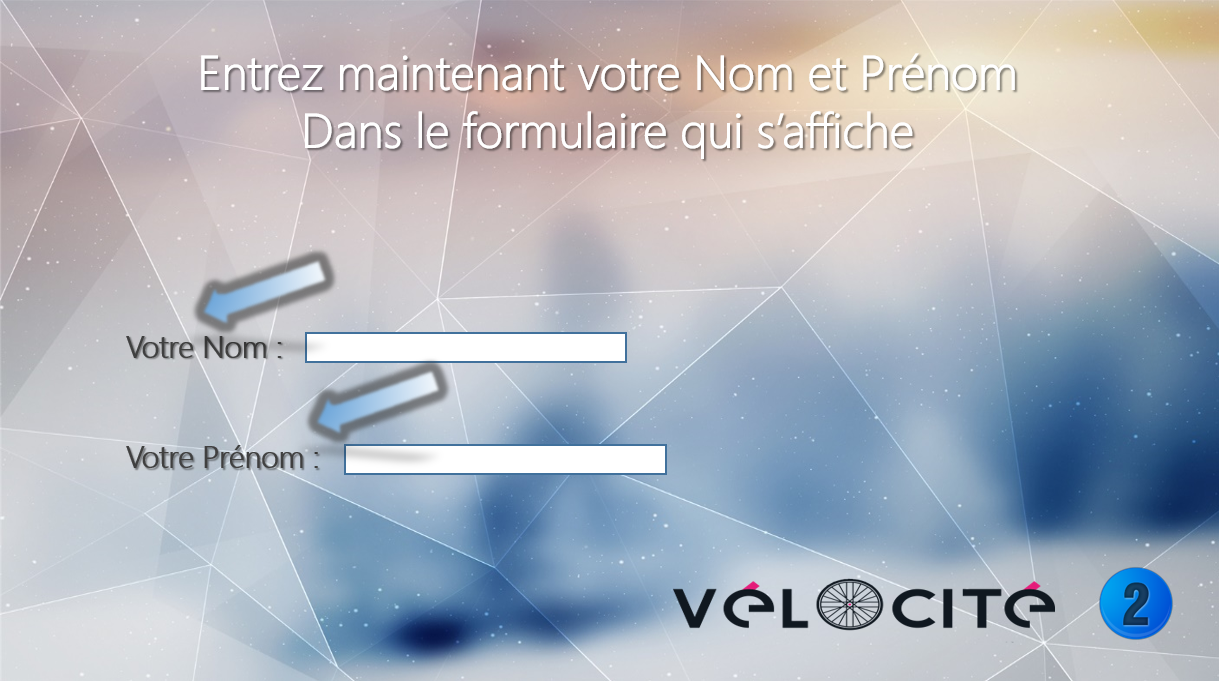 Entrez maintenant votre Nom et Prénom
Dans le formulaire qui s'affiche
Votre Nom :
Votre Prénom :
VéLOCITé 2